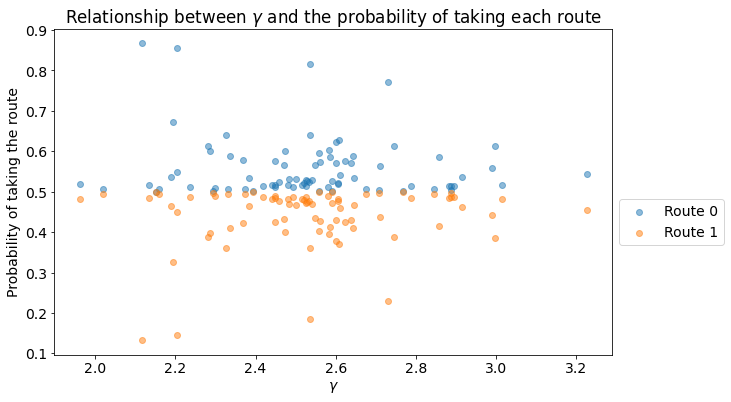 Relationship between γ and the probability of taking each route
Probability of taking the route
0.9
0.8
0.7
0.6
0.5
0.4
0.3
0.2
0.1
2.0 2.2 2.4 2.6 2.8 3.0 3.2
γ
Route 0
Route 1